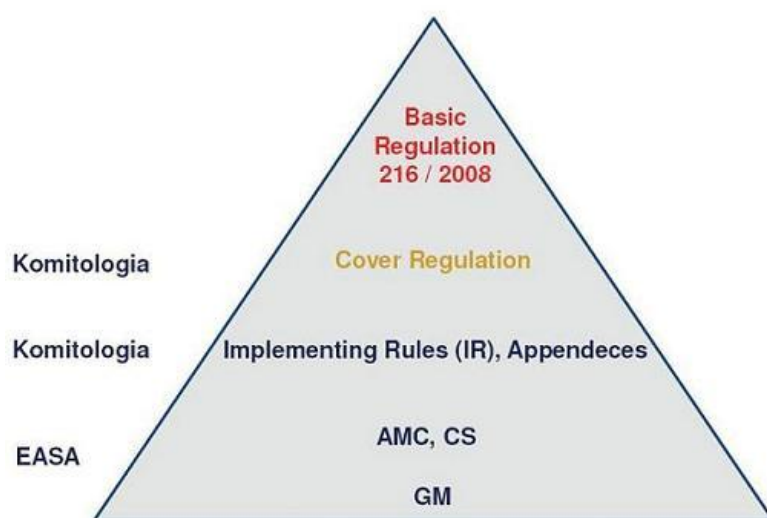 Basic
Regulation
216 / 2008
Komitologia
Cover Regulation
Komitologia
Implementing Rules (IR), Appendeces
AMC, CS
EASA
GM